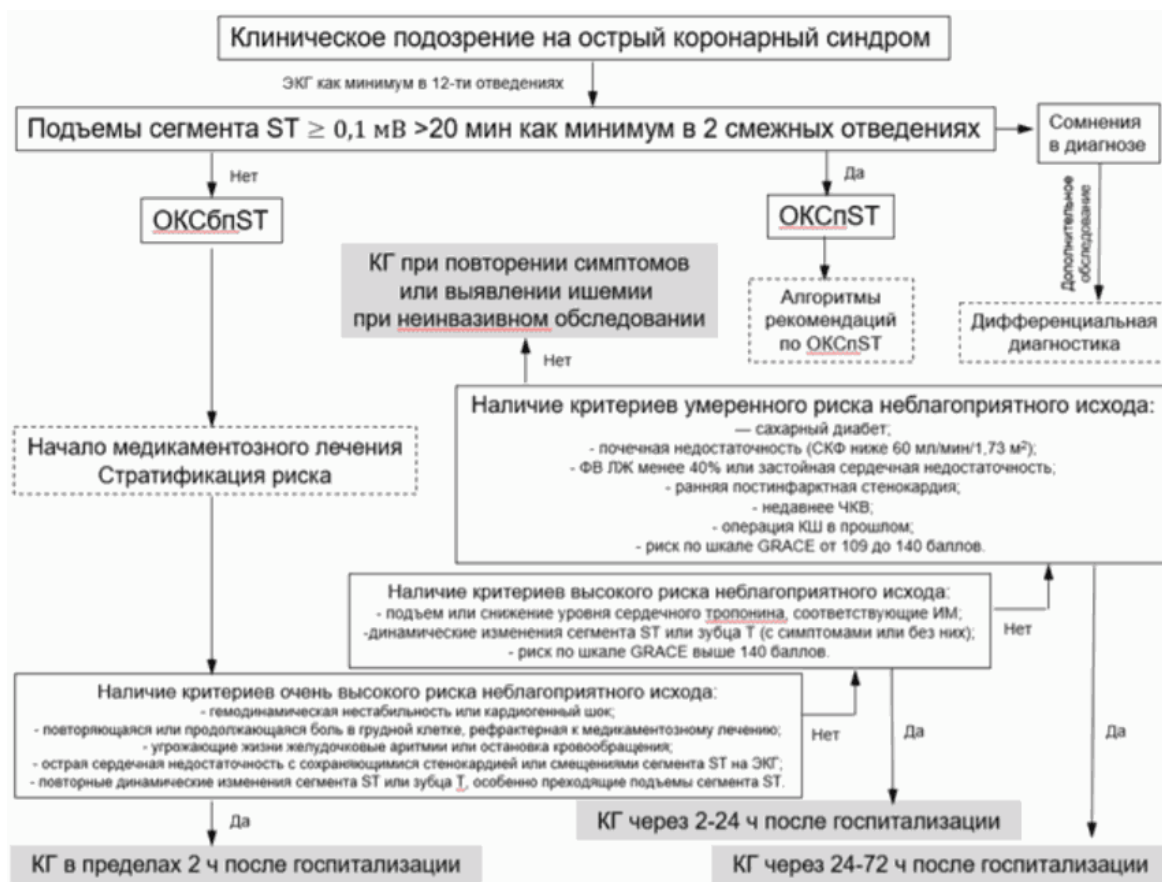 Клиническое подозрение на острый коронарный синдром
ЭКГ как минимум в 12-ти отведениях
Подъемы сегмента ST ≥ 0,1 мВ >20 мин как минимум в 2 смежных отведениях
Сомнения
в диагнозе
Нет
Да
ОКСбпST
ОКСпST
Дополнительное
обследование
КГ при повторении симптомов
или выявлении ишемии
при неинвазивном обследовании
Алгоритмы
рекомендаций
по ОКСпST
Дифференциальная
диагностика
Нет
Наличие критериев умеренного риска неблагоприятного исхода:
— сахарный диабет;
- почечная недостаточность (СКФ ниже 60 мл/мин/1,73 м²);
- ФВ ЛЖ менее 40% или застойная сердечная недостаточность;
- ранняя постинфарктная стенокардия;
- недавнее ЧКВ;
- операция КШ в прошлом;
- риск по шкале GRACE от 109 до 140 баллов.
Начало медикаментозного лечения
Стратификация риска
Наличие критериев высокого риска неблагоприятного исхода:
- подъем или снижение уровня сердечного тропонина, соответствующие ИМ;
-динамические изменения сегмента ST или зубца Т (с симптомами или без них);
- риск по шкале GRACE выше 140 баллов.
Нет
Наличие критериев очень высокого риска неблагоприятного исхода:
- гемодинамическая нестабильность или кардиогенный шок;
- повторяющаяся или продолжающаяся боль в грудной клетке, рефрактерная к медикаментозному лечению;
- угрожающие жизни желудочковые аритмии или остановка кровообращения;
- острая сердечная недостаточность с сохраняющимися стенокардией или смещениями сегмента ST на ЭКГ;
- повторные динамические изменения сегмента ST или зубца Т, особенно преходящие подъемы сегмента ST.
Нет
Да
Да
Да
КГ через 2-24 ч после госпитализации
КГ в пределах 2 ч после госпитализации
КГ через 24-72 ч после госпитализации